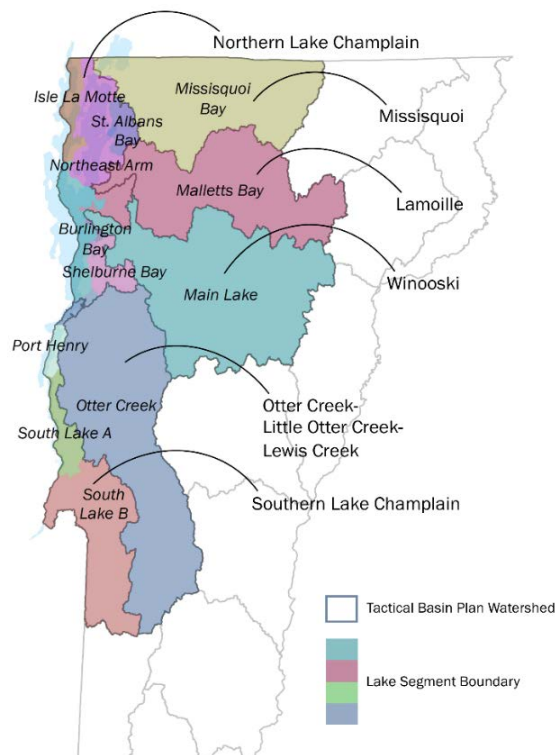 Northern Lake Champlain
Isle La Motte
Missisquoi
Bay
Missisquoi
St. Albans
Bay
Northeast Arm
Malletts Bay
Lamoille
Burlington
Bay
Winooski
Shelburne Bay
Main Lake
Port Henry
Otter Creek
Otter Creek-
Little Otter Creek-
Lewis Creek
South Lake A
South
Lake B
Southern Lake Champlain
Tactical Basin Plan Watershed
Lake Segment Boundary